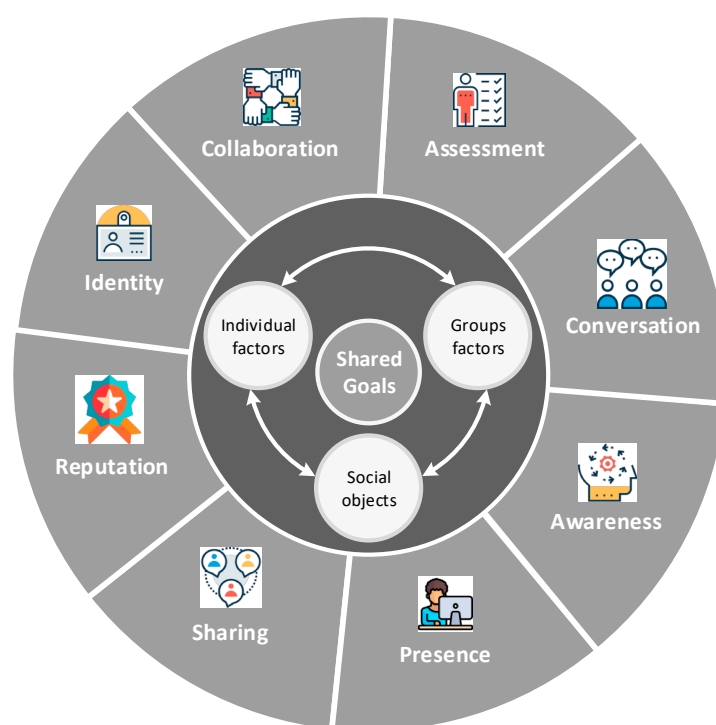 Collaboration
Assessment
Identity
Conversation
Individual
factors
Groups
factors
Shared
Goals
Reputation
Social
objects
Awareness
Sharing
Presence